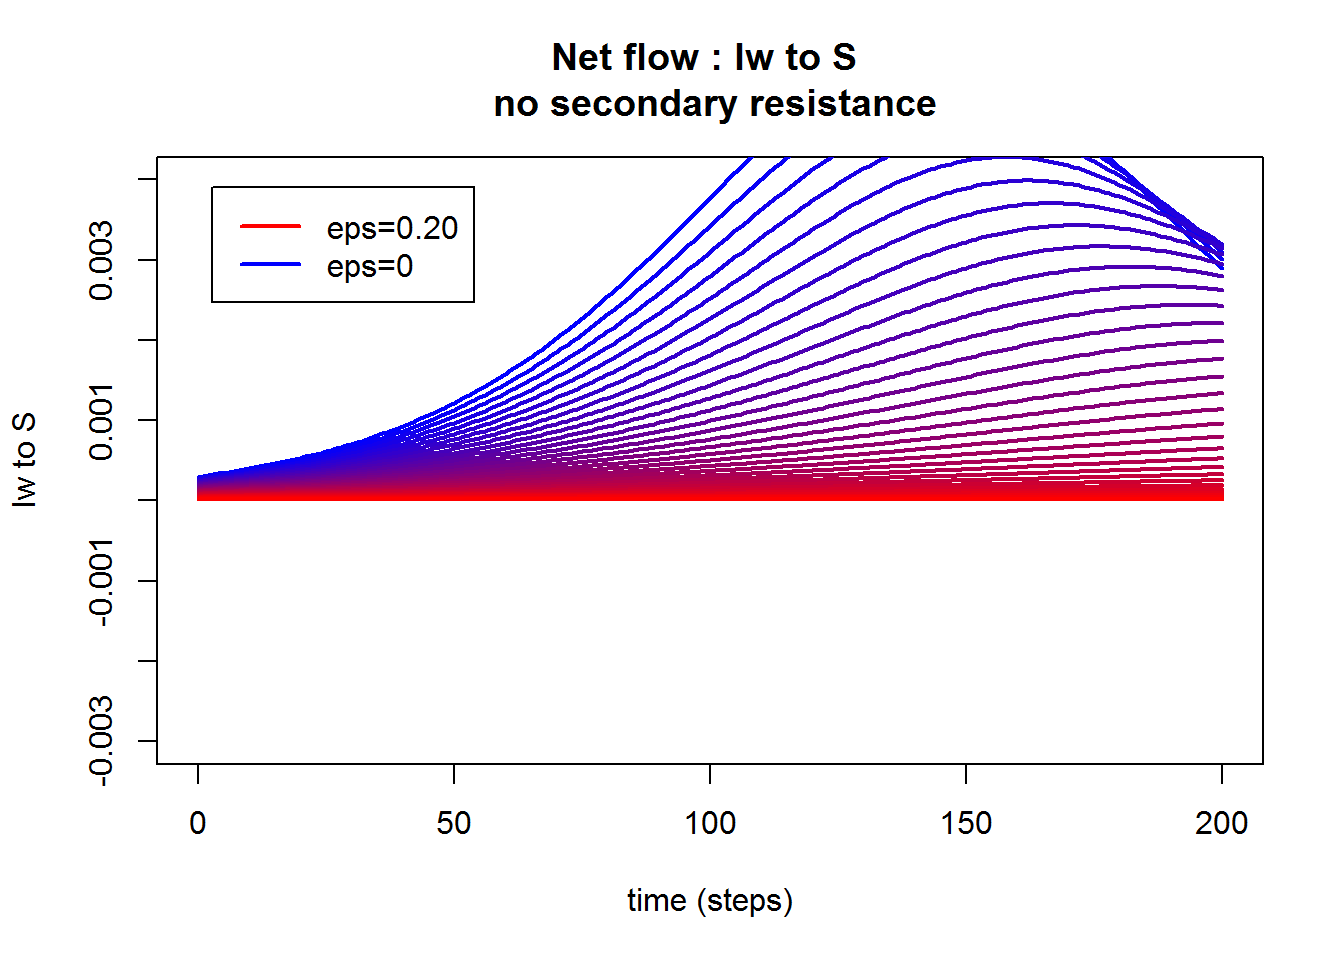 Net flow : Iw to S
no secondary resistance
eps=0.20
eps=0
Iw to S
0.003
0.001
-0.001
-0.003
0
50
100
150
200
time (steps)